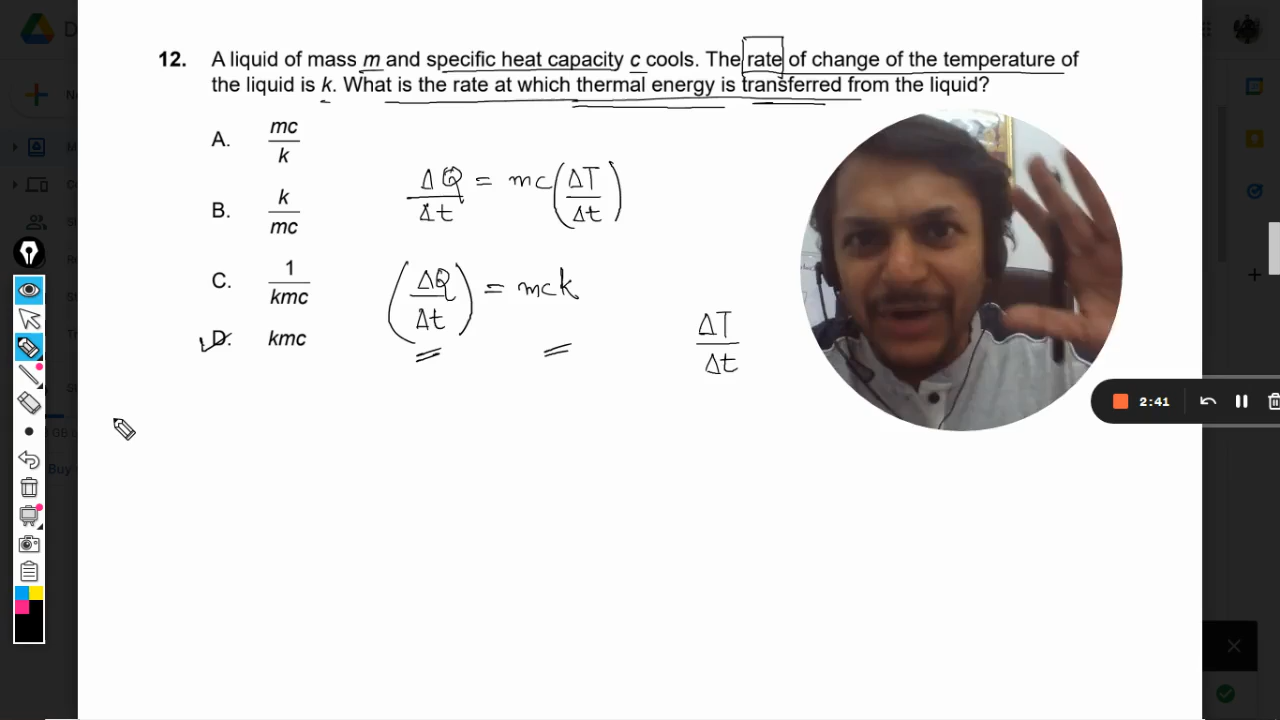 12. A liquid of mass m and specific heat capacity c cools. The rate of change of the temperature of
the liquid is k. What is the rate at which thermal energy is transferred from the liquid?
A. mc/k
B. k/mc
C. 1/kmc
D. kmc
ΔQ/Δt = mc(ΔT/Δt)
(ΔQ/Δt) = mck
ΔT/Δt
2:41
Buy